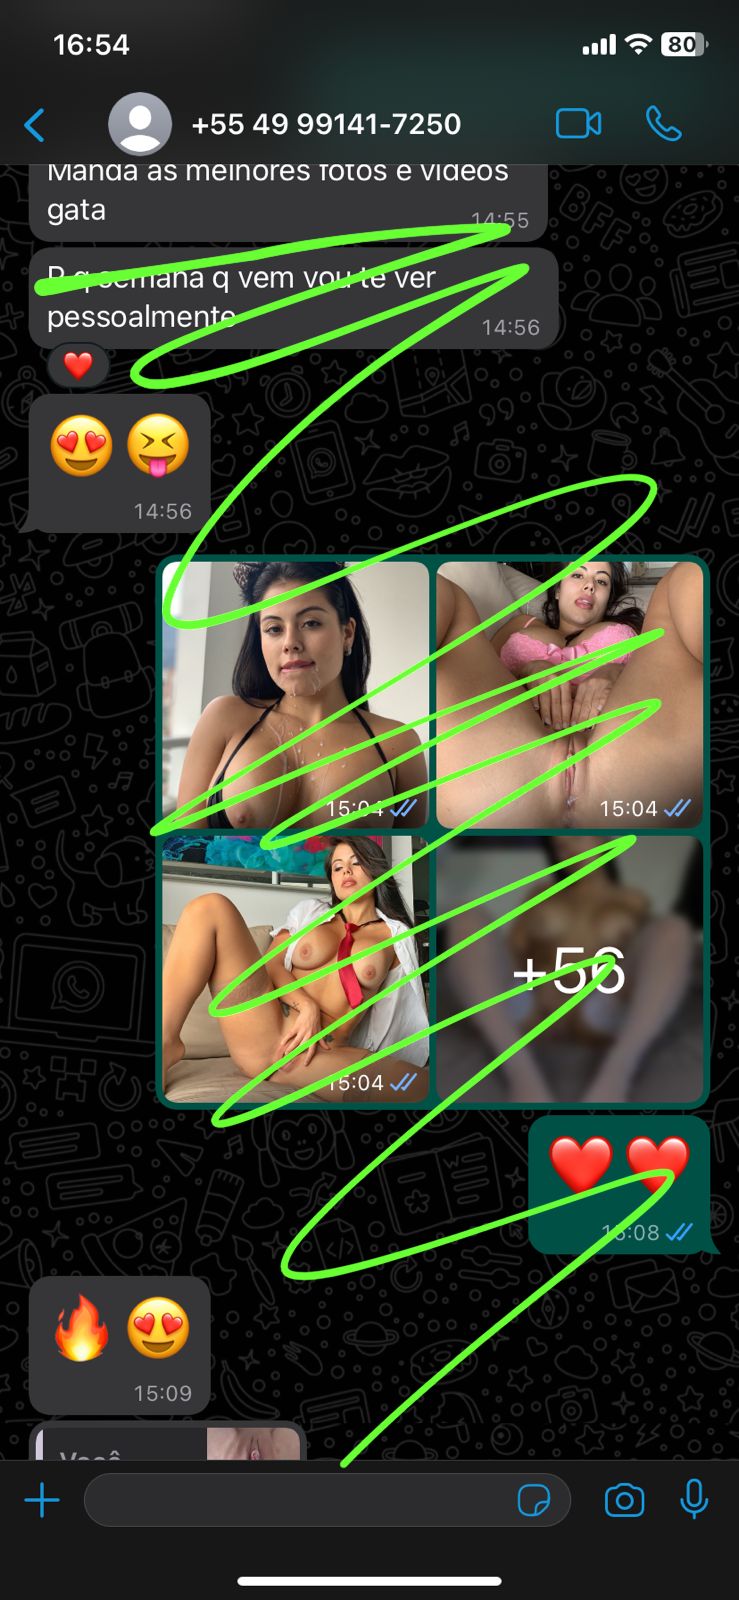 16:54
80
+55 49 99141-7250
Manda as melhores fotos e vídeos
gata
14:55
P q semana q vem vou te ver
pessoalmente
14:56
14:56
15:04
15:04
15:04
+56
15:08
15:09
Você